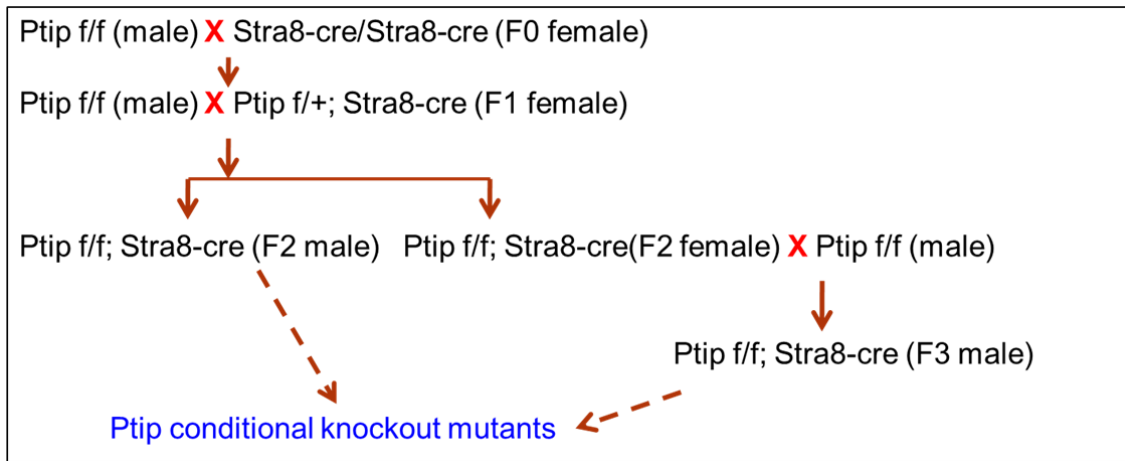 Ptip f/f (male) X Stra8-cre/Stra8-cre (F0 female)
Ptip f/f (male) X Ptip f/+; Stra8-cre (F1 female)
Ptip f/f; Stra8-cre (F2 male) Ptip f/f; Stra8-cre(F2 female) X Ptip f/f (male)
Ptip f/f; Stra8-cre (F3 male)
Ptip conditional knockout mutants